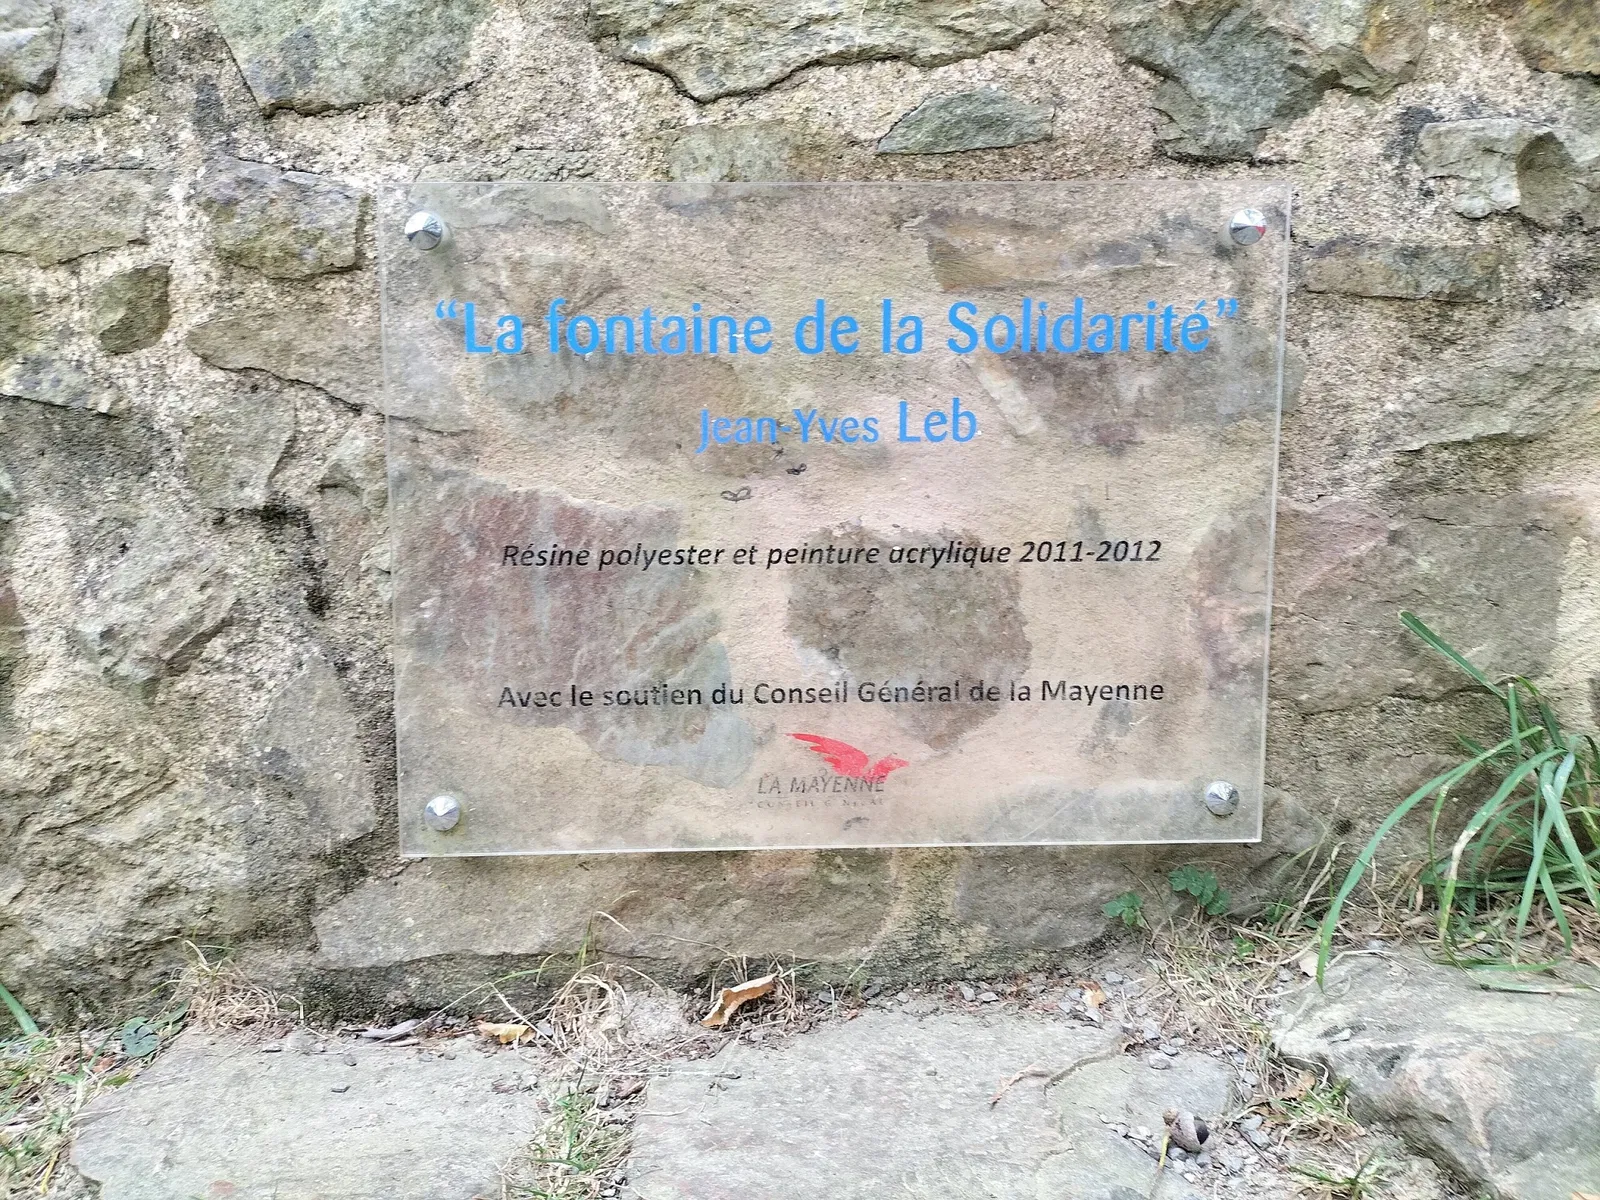 “La fontaine de la Solidarité”
Jean-Yves Leb
Résine polyester et peinture acrylique 2011-2012
Avec le soutien du Conseil Général de la Mayenne
LA MAYENNE